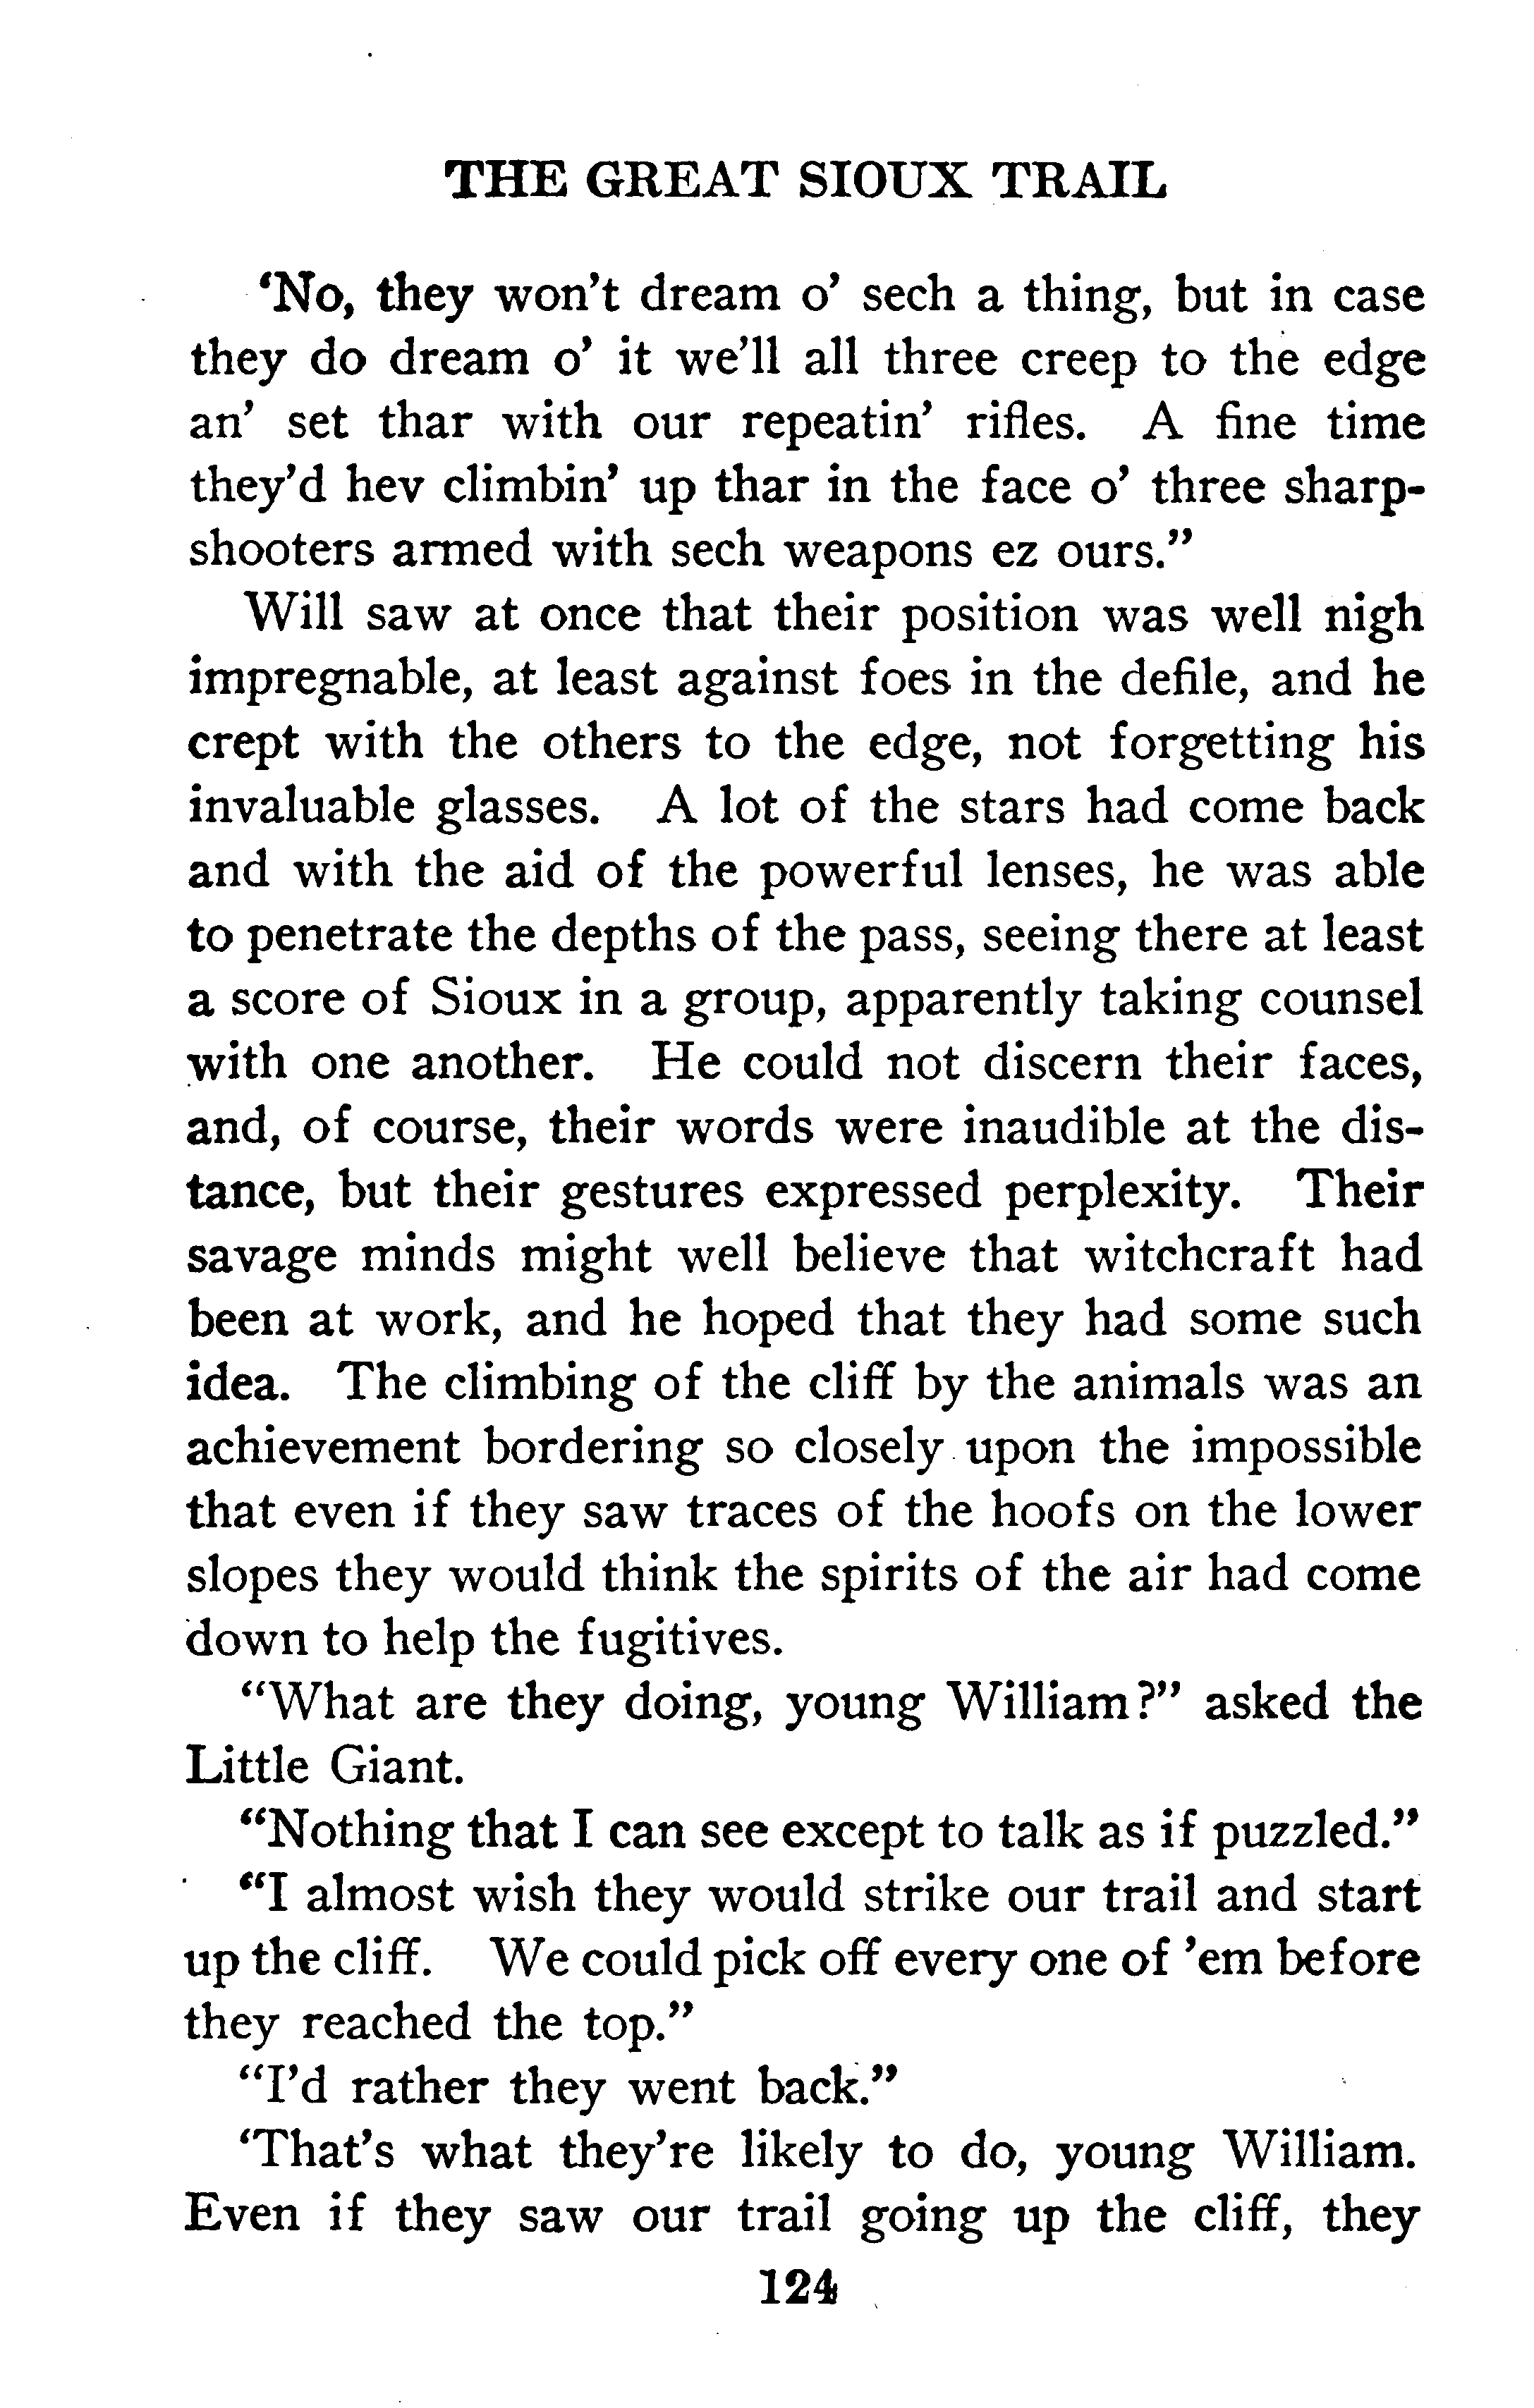 THE GREAT SIOUX TRAIL
‘No, they won’t dream o’ sech a thing, but in case
they do dream o’ it we’ll all three creep to the edge
an’ set thar with our repeatin’ rifles. A fine time
they’d hev climbin’ up thar in the face o’ three sharp-
shooters armed with sech weapons ez ours.”
Will saw at once that their position was well nigh
impregnable, at least against foes in the defile, and he
crept with the others to the edge, not forgetting his
invaluable glasses. A lot of the stars had come back
and with the aid of the powerful lenses, he was able
to penetrate the depths of the pass, seeing there at least
a score of Sioux in a group, apparently taking counsel
with one another. He could not discern their faces,
and, of course, their words were inaudible at the dis-
tance, but their gestures expressed perplexity. Their
savage minds might well believe that witchcraft had
been at work, and he hoped that they had some such
idea. The climbing of the cliff by the animals was an
achievement bordering so closely upon the impossible
that even if they saw traces of the hoofs on the lower
slopes they would think the spirits of the air had come
down to help the fugitives.
“What are they doing, young William?” asked the
Little Giant.
“Nothing that I can see except to talk as if puzzled.”
“I almost wish they would strike our trail and start
up the cliff. We could pick off every one of ’em before
they reached the top.”
“I’d rather they went back.”
‘That’s what they’re likely to do, young William.
Even if they saw our trail going up the cliff, they
124